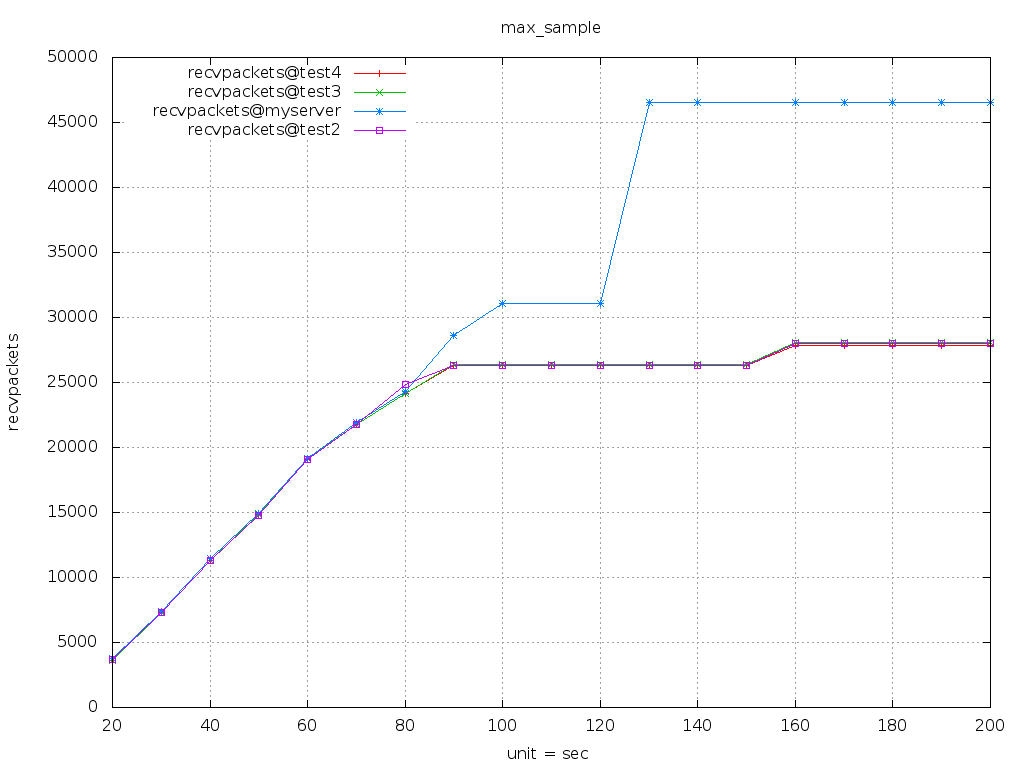 max_sample
recvpackets@test4
recvpackets@test3
recvpackets@myserver
recvpackets@test2
50000
45000
40000
35000
30000
25000
20000
15000
10000
5000
0
recvpackets
20 40 60 80 100 120 140 160 180 200
unit = sec